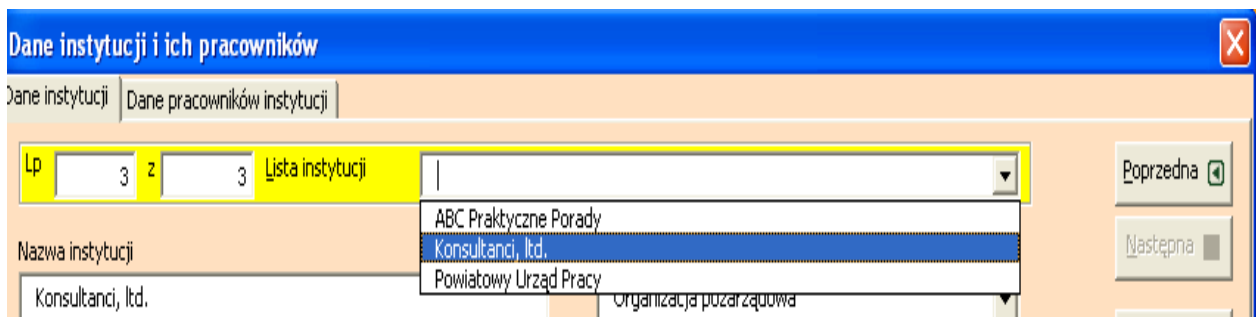 Dane instytucji i ich pracowników
Dane instytucji Dane pracowników instytucji
Lp 3 z 3 Lista instytucji
Poprzedna
ABC Praktyczne Porady
Konsultanci, ltd.
Powiatowy Urząd Pracy
Następna
Nazwa instytucji
Konsultanci, ltd.
Organizacja pozarządowa